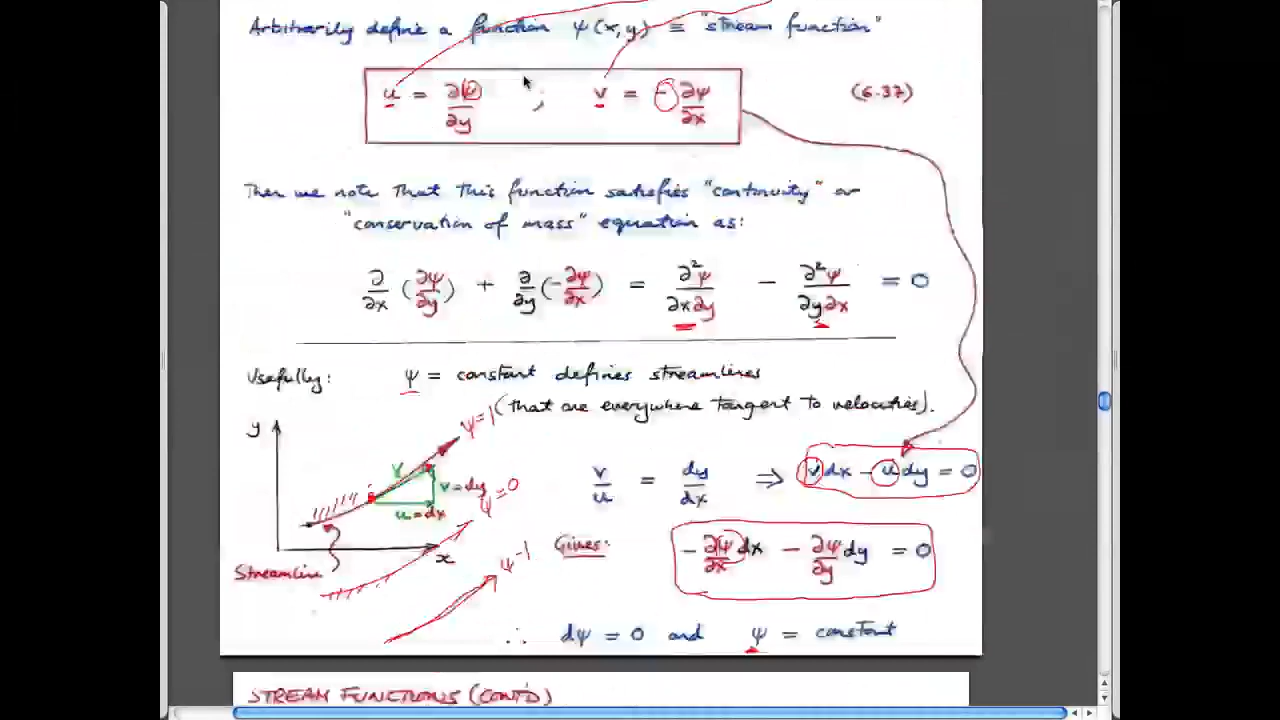 Arbitrarily define a function ψ(x,y) ≡ "stream function"
u = ∂ψ/∂y ; v = -∂ψ/∂x (6.37)
Then we note that this function satisfies "continuity" or
"conservation of mass" equation as:
∂/∂x (∂ψ/∂y) + ∂/∂y (-∂ψ/∂x) = ∂²ψ/∂x∂y - ∂²ψ/∂y∂x = 0
Usefully: ψ = constant defines streamlines
(that are everywhere tangent to velocities).
y
ψ=1
V
v=dy
u=dx
ψ=0
x
Streamline
ψ-1
v/u = dy/dx ⇒ vdx - udy = 0
Gives: -∂ψ/∂x dx - ∂ψ/∂y dy = 0
∴ dψ = 0 and ψ = constant
STREAM FUNCTIONS (CONT'D)